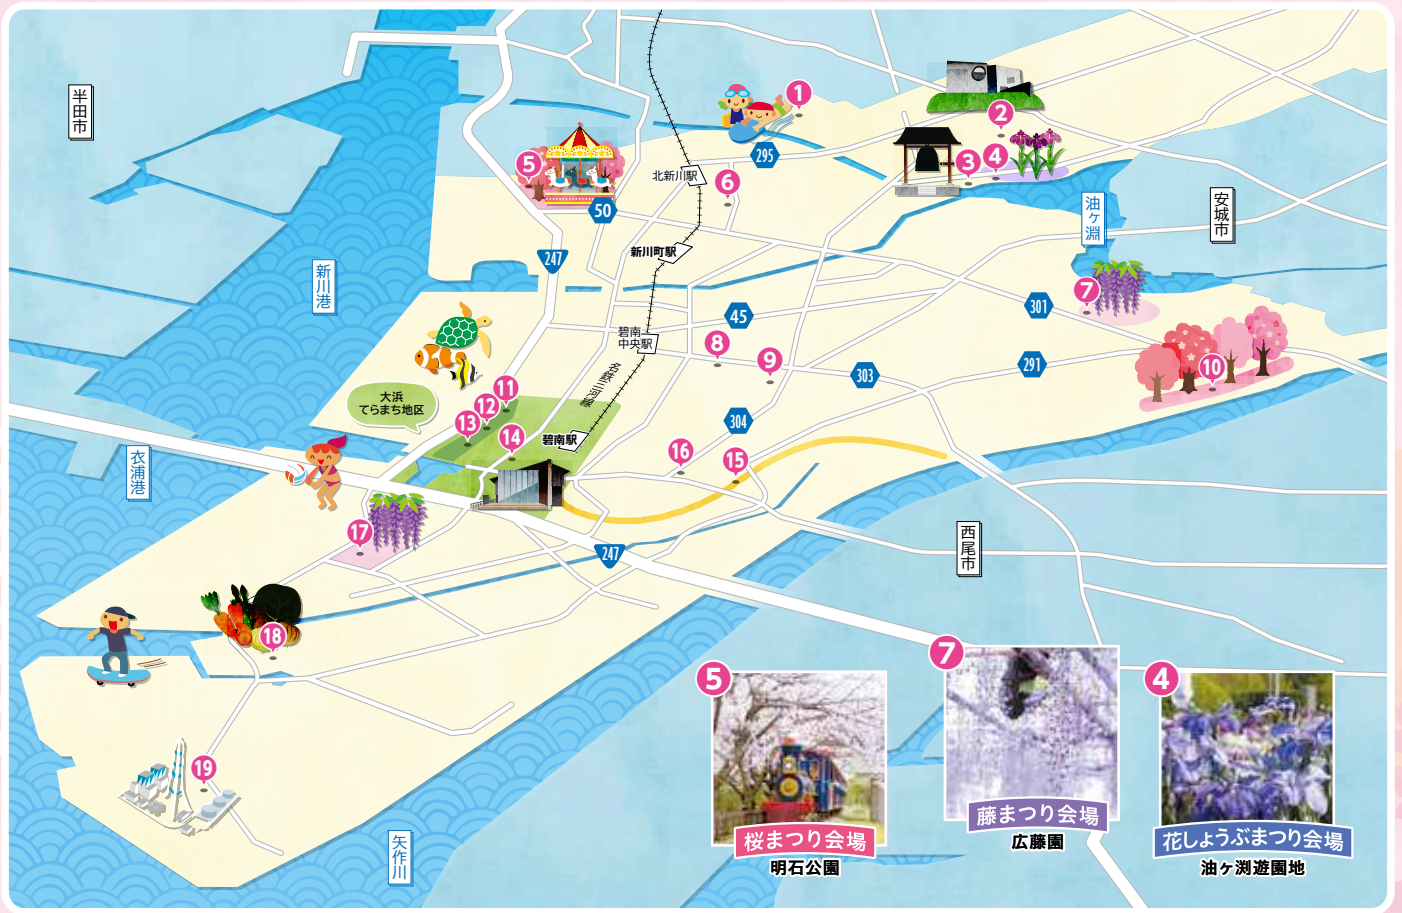 半田市
1
2
295
3
4
5
北新川駅
6
50
油ヶ淵
安城市
新川町駅
247
新川港
7
301
45
碧南
中央駅
8
9
291
303
10
名鉄三河線
大浜
てらまち地区
11
12
13
304
14
碧南駅
16
15
衣浦港
17
247
西尾市
18
19
矢作川
5
桜まつり会場
明石公園
7
藤まつり会場
広藤園
4
花しょうぶまつり会場
油ヶ渕遊園地